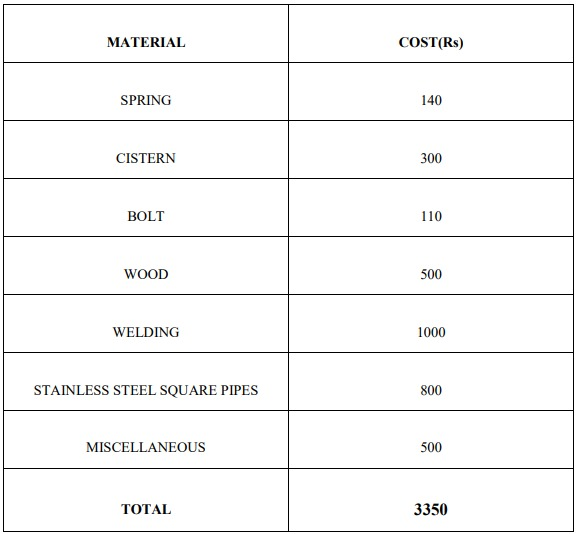 MATERIAL COST(Rs)
SPRING 140
CISTERN 300
BOLT 110
WOOD 500
WELDING 1000
STAINLESS STEEL SQUARE PIPES 800
MISCELLANEOUS 500
TOTAL 3350